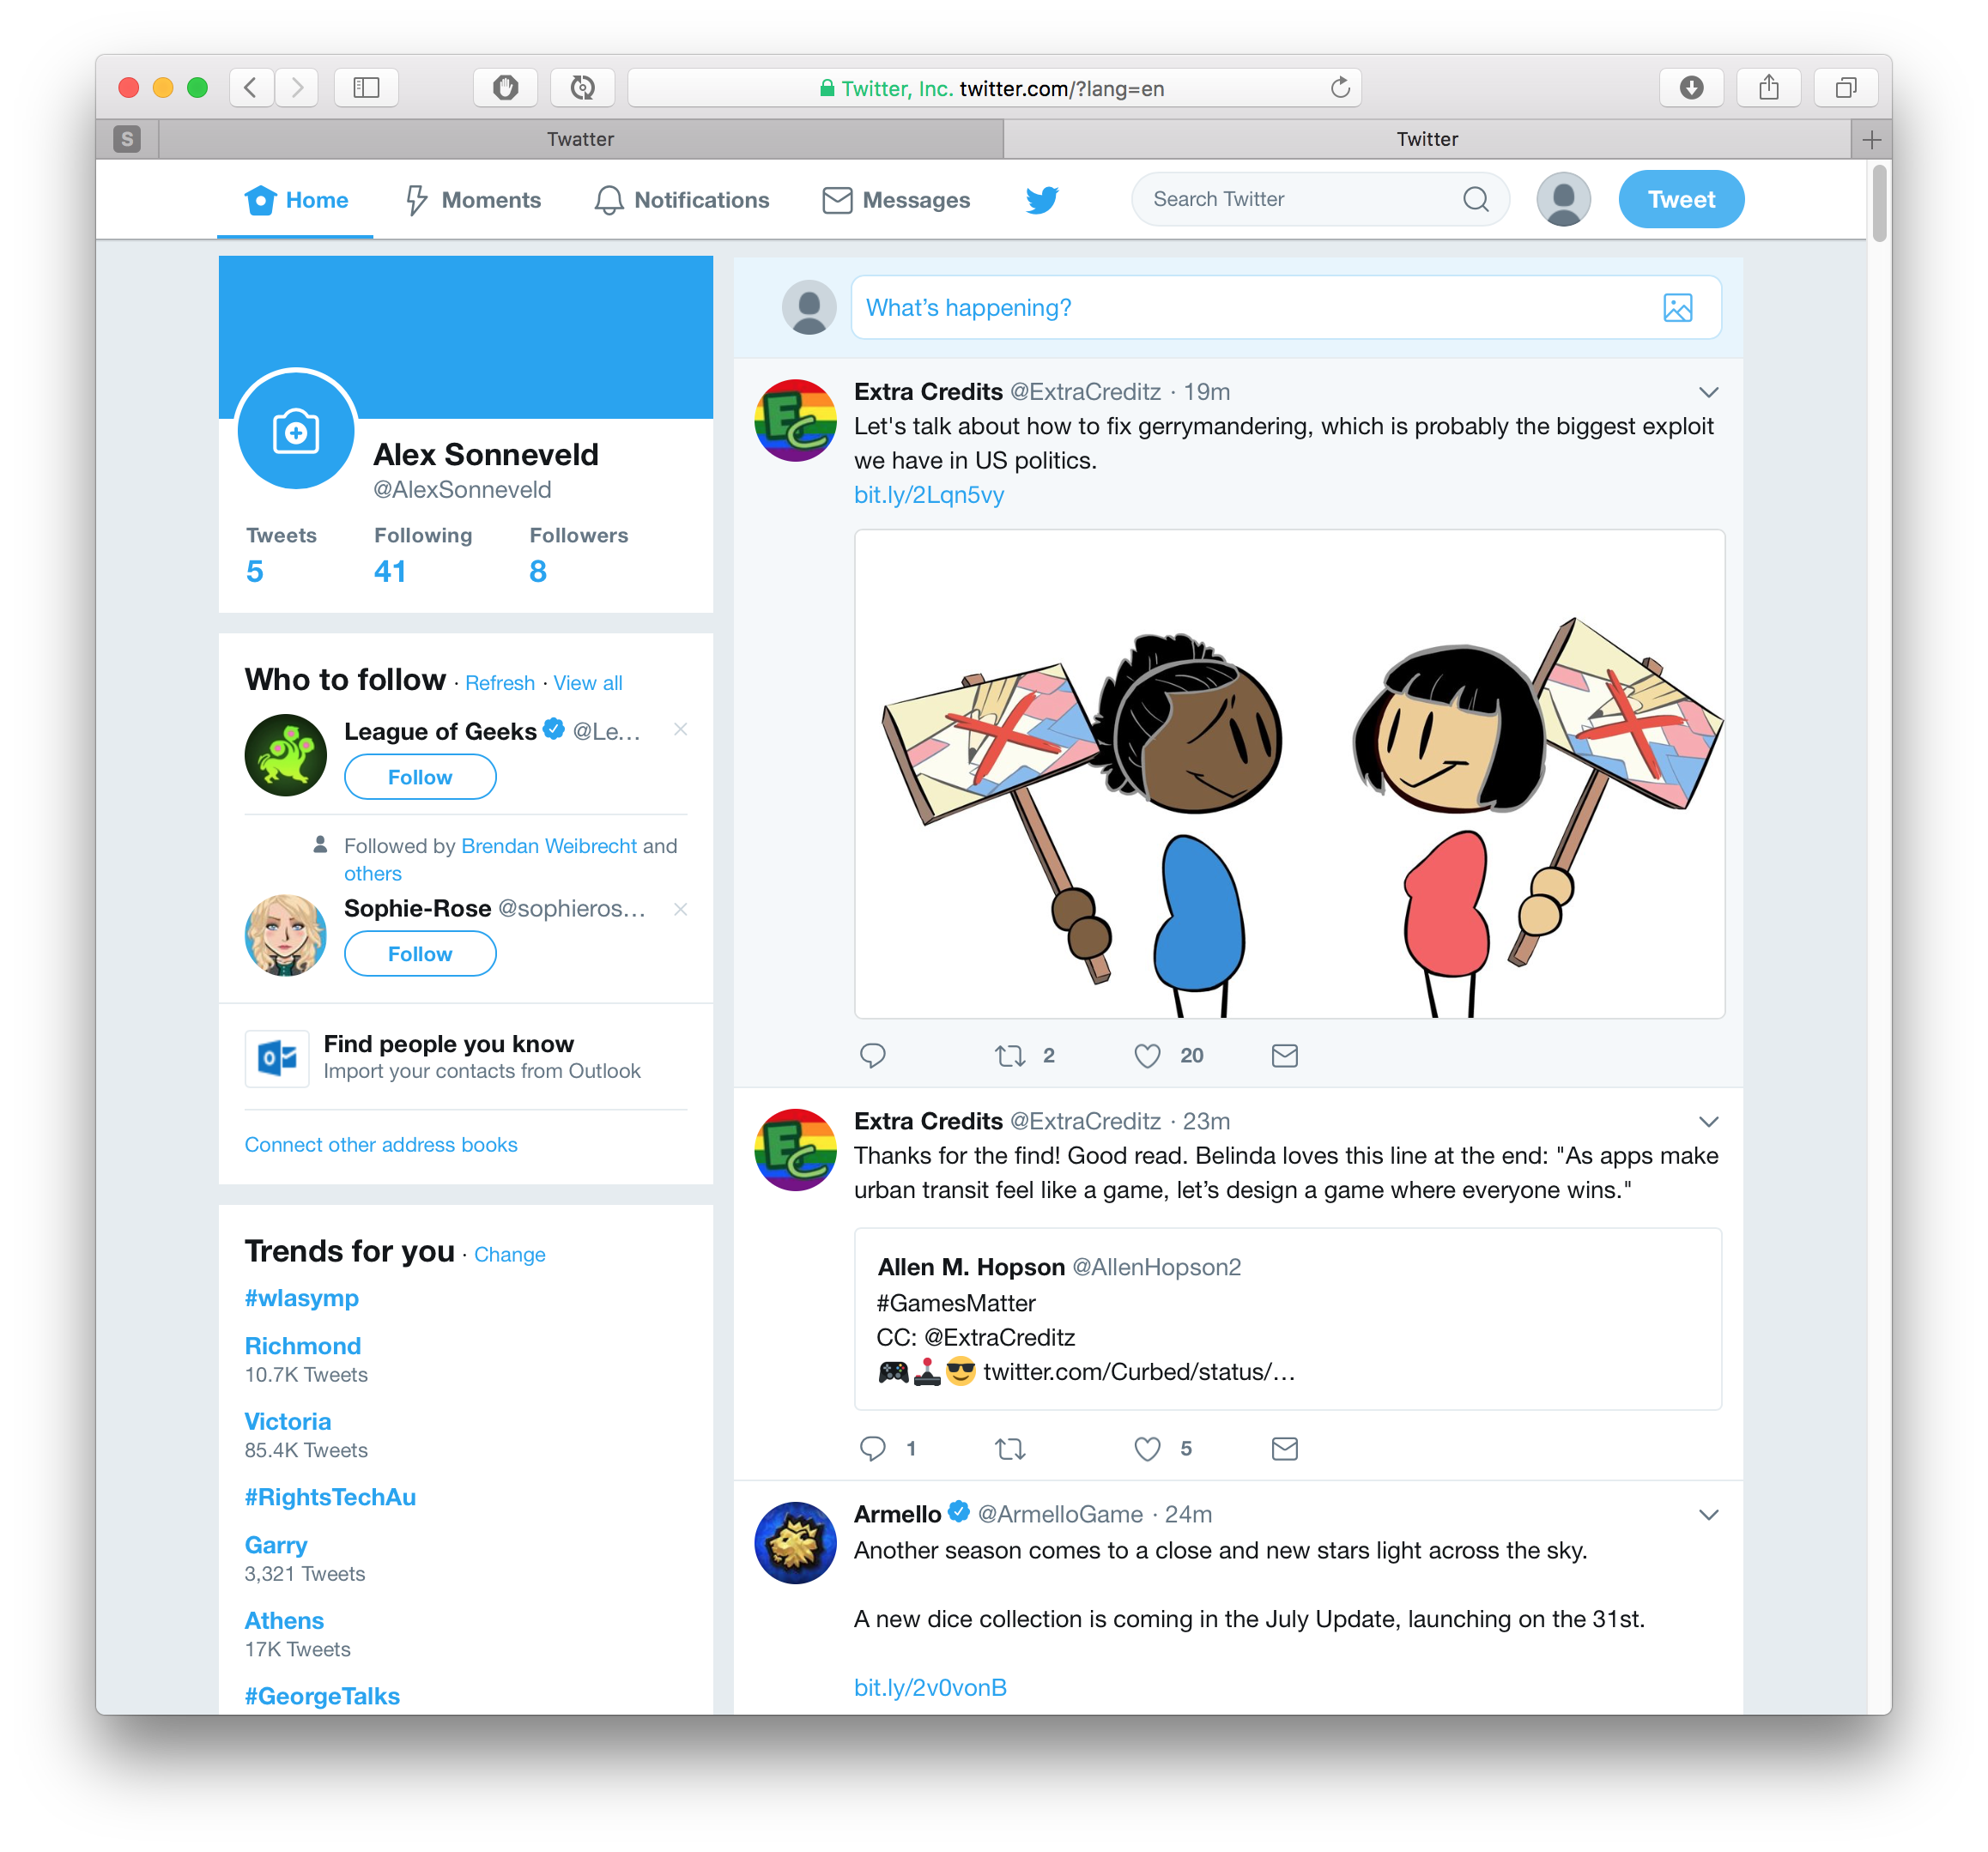 Twitter, Inc. twitter.com/?lang=en
S
Twatter
Twitter
Home
Moments
Notifications
Messages
Search Twitter
Tweet
Alex Sonneveld
@AlexSonneveld
Tweets
Following
Followers
5
41
8
Who to follow · Refresh · View all
League of Geeks @Le...
Follow
Followed by Brendan Weibrecht and
others
Sophie-Rose @sophieros...
Follow
Find people you know
Import your contacts from Outlook
Connect other address books
Trends for you · Change
#wlasymp
Richmond
10.7K Tweets
Victoria
85.4K Tweets
#RightsTechAu
Garry
3,321 Tweets
Athens
17K Tweets
#GeorgeTalks
What’s happening?
Extra Credits @ExtraCreditz · 19m
Let's talk about how to fix gerrymandering, which is probably the biggest exploit
we have in US politics.
bit.ly/2Lqn5vy
2
20
Extra Credits @ExtraCreditz · 23m
Thanks for the find! Good read. Belinda loves this line at the end: "As apps make
urban transit feel like a game, let’s design a game where everyone wins."
Allen M. Hopson @AllenHopson2
#GamesMatter
CC: @ExtraCreditz
🎮🕹😎 twitter.com/Curbed/status/…
1
5
Armello @ArmelloGame · 24m
Another season comes to a close and new stars light across the sky.
A new dice collection is coming in the July Update, launching on the 31st.
bit.ly/2v0vonB
EC
EC